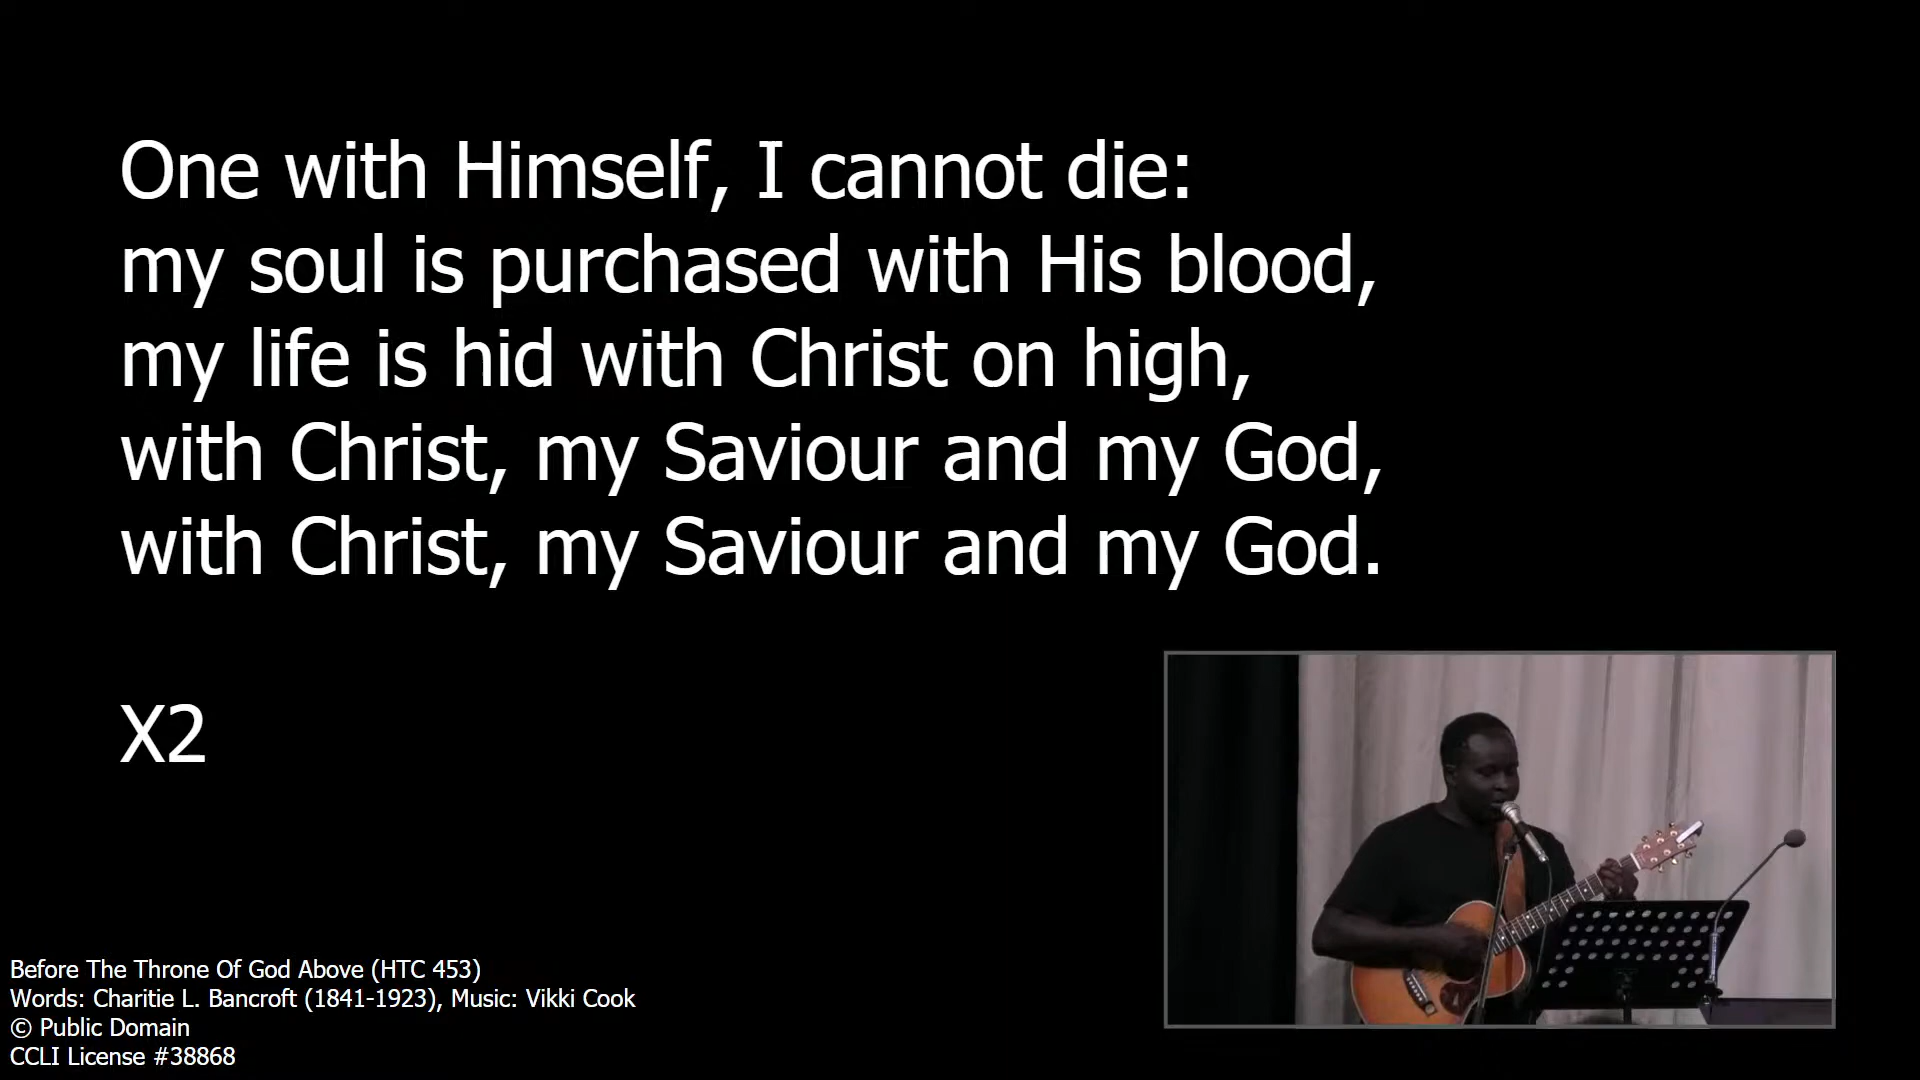 One with Himself, I cannot die:
my soul is purchased with His blood,
my life is hid with Christ on high,
with Christ, my Saviour and my God,
with Christ, my Saviour and my God.
X2
Before The Throne Of God Above (HTC 453)
Words: Charitie L. Bancroft (1841-1923), Music: Vikki Cook
© Public Domain
CCLI License #38868